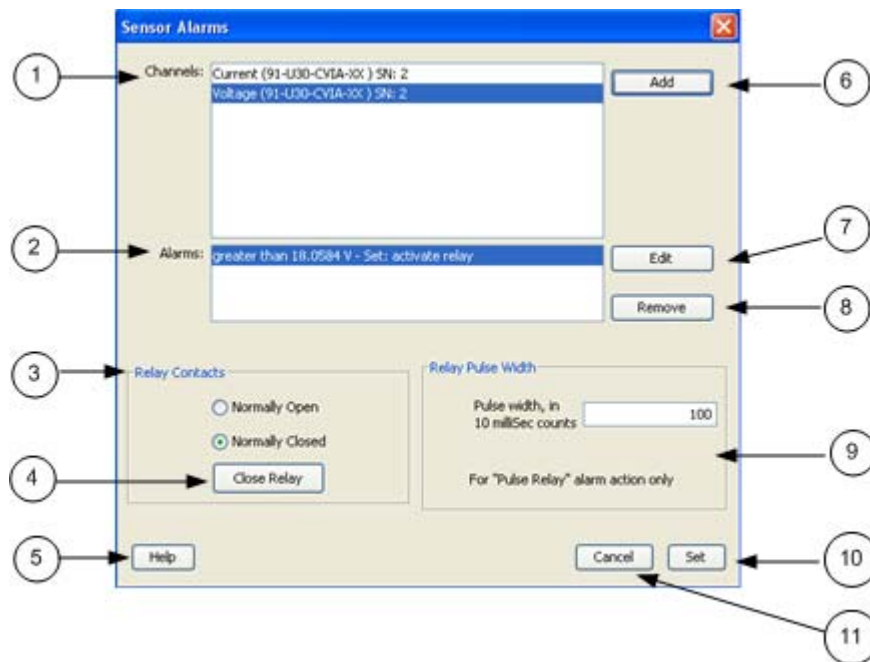 Sensor Alarms
1
Channels:
Current (91-U30-CVIA-XX ) SN: 2
Voltage (91-U30-CVIA-XX ) SN: 2
Add
6
2
Alarms:
greater than 18.0584 V - Set: activate relay
Edit
7
Remove
8
3
Relay Contacts
Normally Open
Normally Closed
4
Close Relay
Relay Pulse Width
Pulse width, in
10 milliSec counts
100
9
For "Pulse Relay" alarm action only
5
Help
Cancel
Set
10
11